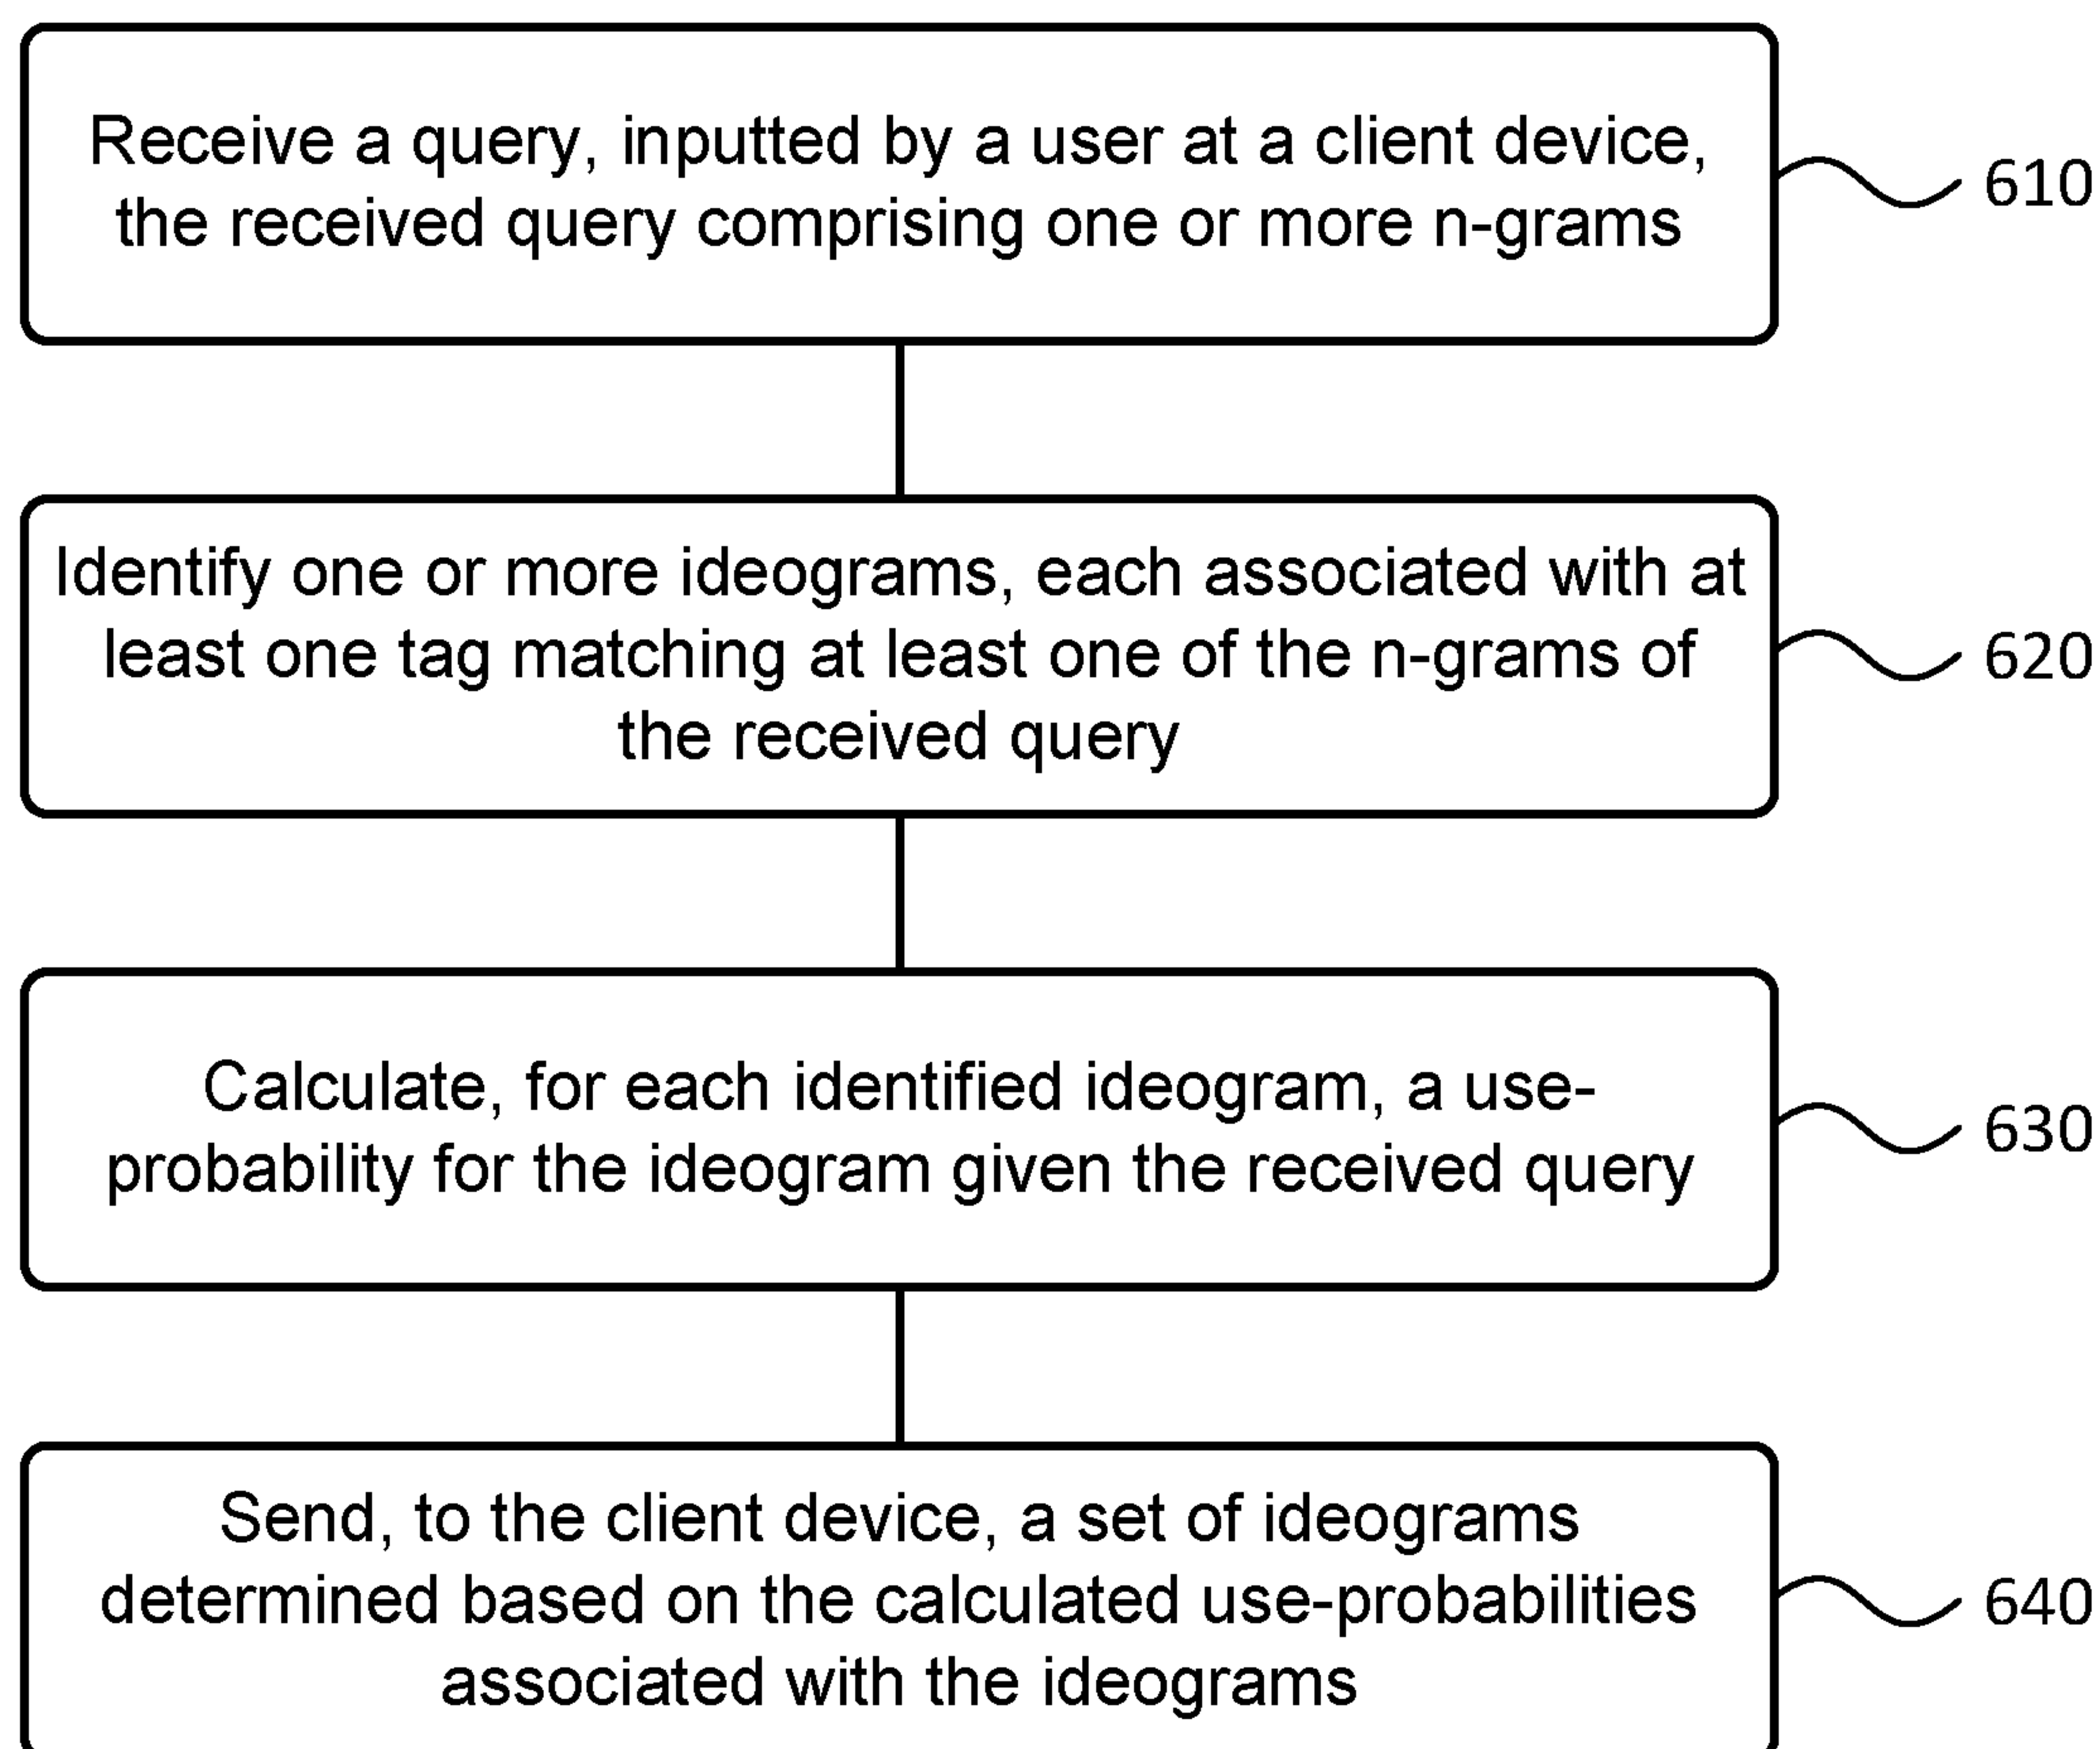 Receive a query, inputted by a user at a client device,
the received query comprising one or more n-grams
610
Identify one or more ideograms, each associated with at
least one tag matching at least one of the n-grams of
the received query
620
Calculate, for each identified ideogram, a use-
probability for the ideogram given the received query
630
Send, to the client device, a set of ideograms
determined based on the calculated use-probabilities
associated with the ideograms
640